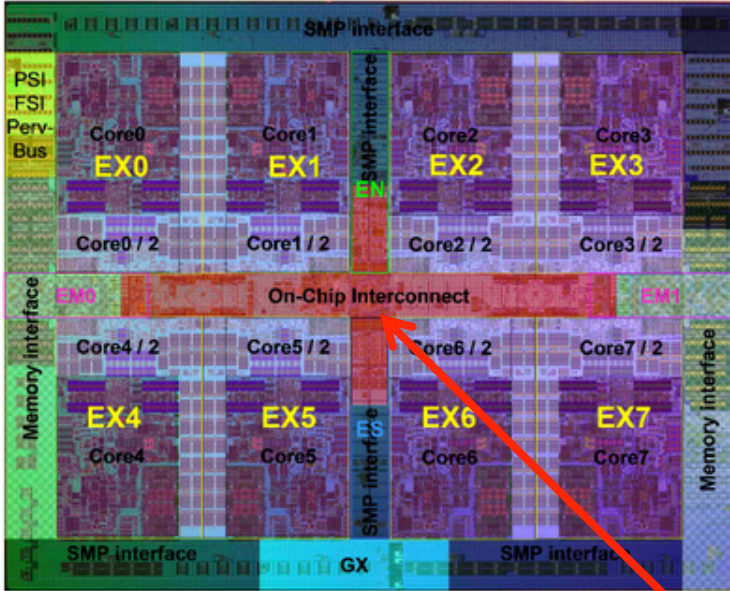 SMP interface
PSI
FSI
Perv-
Bus
Core0
Core1
SMP interface
Core2
Core3
EX0
EX1
EX2
EX3
EN
Core0 / 2
Core1 / 2
Core2 / 2
Core3 / 2
EM0
On-Chip Interconnect
EM1
Memory interface
Core4 / 2
Core5 / 2
Core6 / 2
Core7 / 2
Memory interface
EX4
EX5
EX6
EX7
ES
SMP interface
Core4
Core5
Core6
Core7
SMP interface
GX
SMP interface